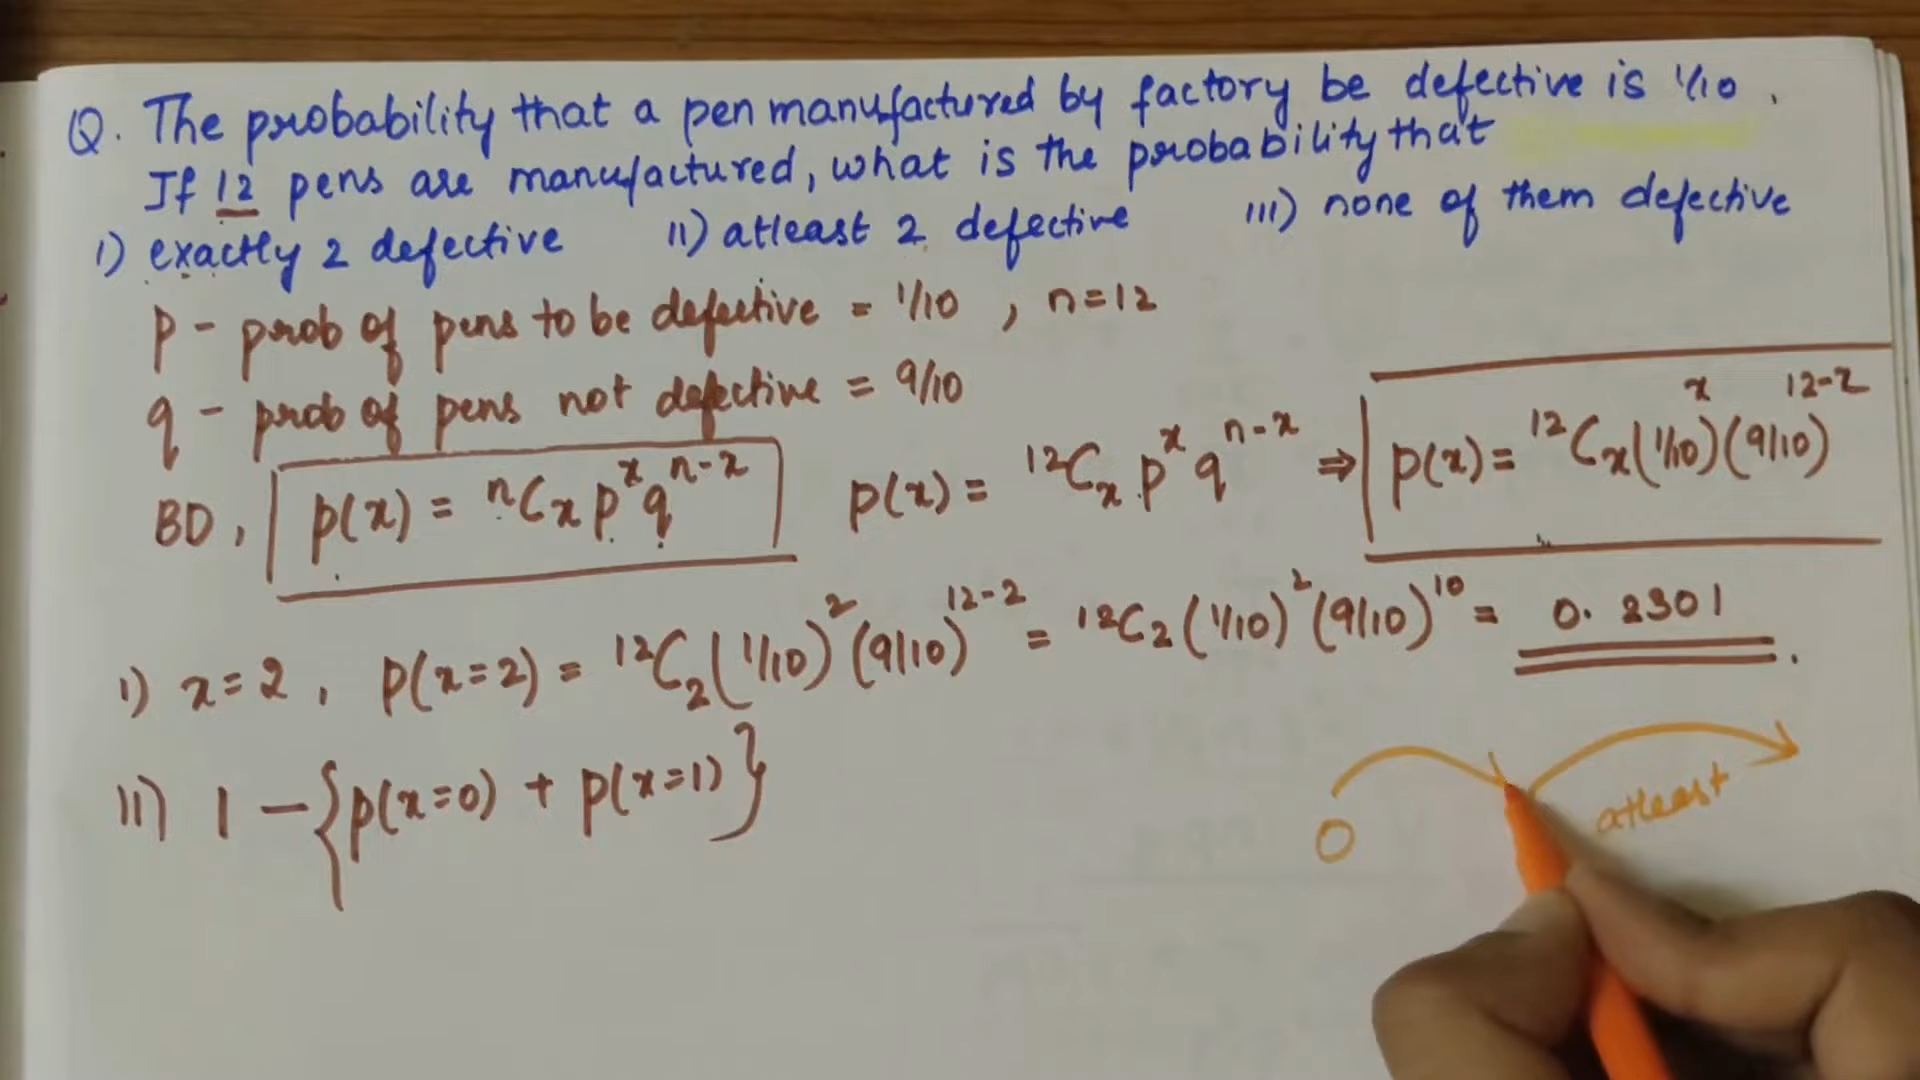 Q. The probability that a pen manufactured by factory be defective is 1/10.
If 12 pens are manufactured, what is the probability that
i) exactly 2 defective ii) atleast 2 defective iii) none of them defective
p - prob of pens to be defective = 1/10 , n=12
q - prob of pens not defective = 9/10
BD, p(x) = ⁿCₓ pˣ qⁿ⁻ˣ p(x) = ¹²Cₓ pˣ qⁿ⁻ˣ ⇒ p(x) = ¹²Cₓ (1/10)ˣ (9/10)¹²⁻ˣ
i) x=2, p(x=2) = ¹²C₂ (1/10)² (9/10)¹²⁻² = ¹²C₂ (1/10)² (9/10)¹⁰ = 0.2301.
ii) 1 - {p(x=0) + p(x=1)}
0 atleast